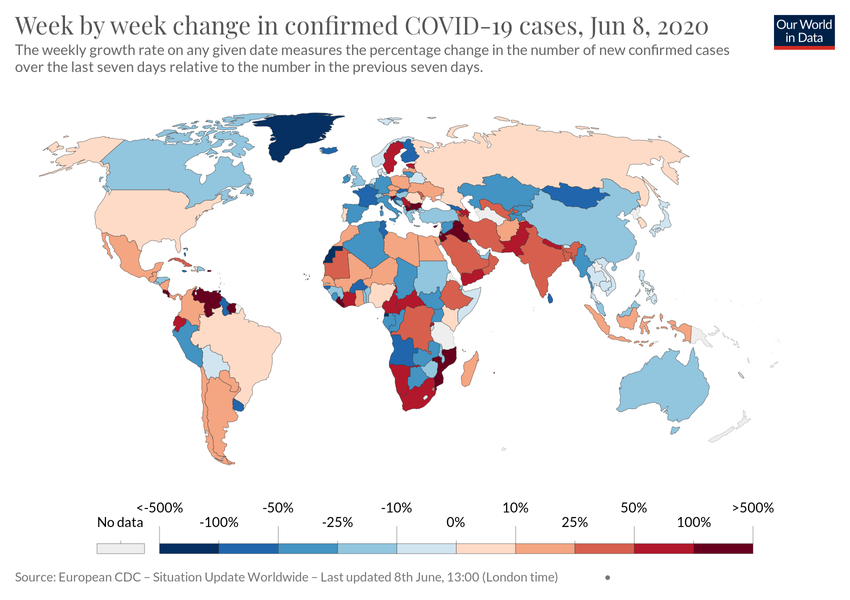 Week by week change in confirmed COVID-19 cases, Jun 8, 2020
Our World
in Data
The weekly growth rate on any given date measures the percentage change in the number of new confirmed cases
over the last seven days relative to the number in the previous seven days.
<-500% -50% -10% 10% 50% >500%
No data -100% -25% 0% 25% 100%
Source: European CDC – Situation Update Worldwide – Last updated 8th June, 13:00 (London time) •